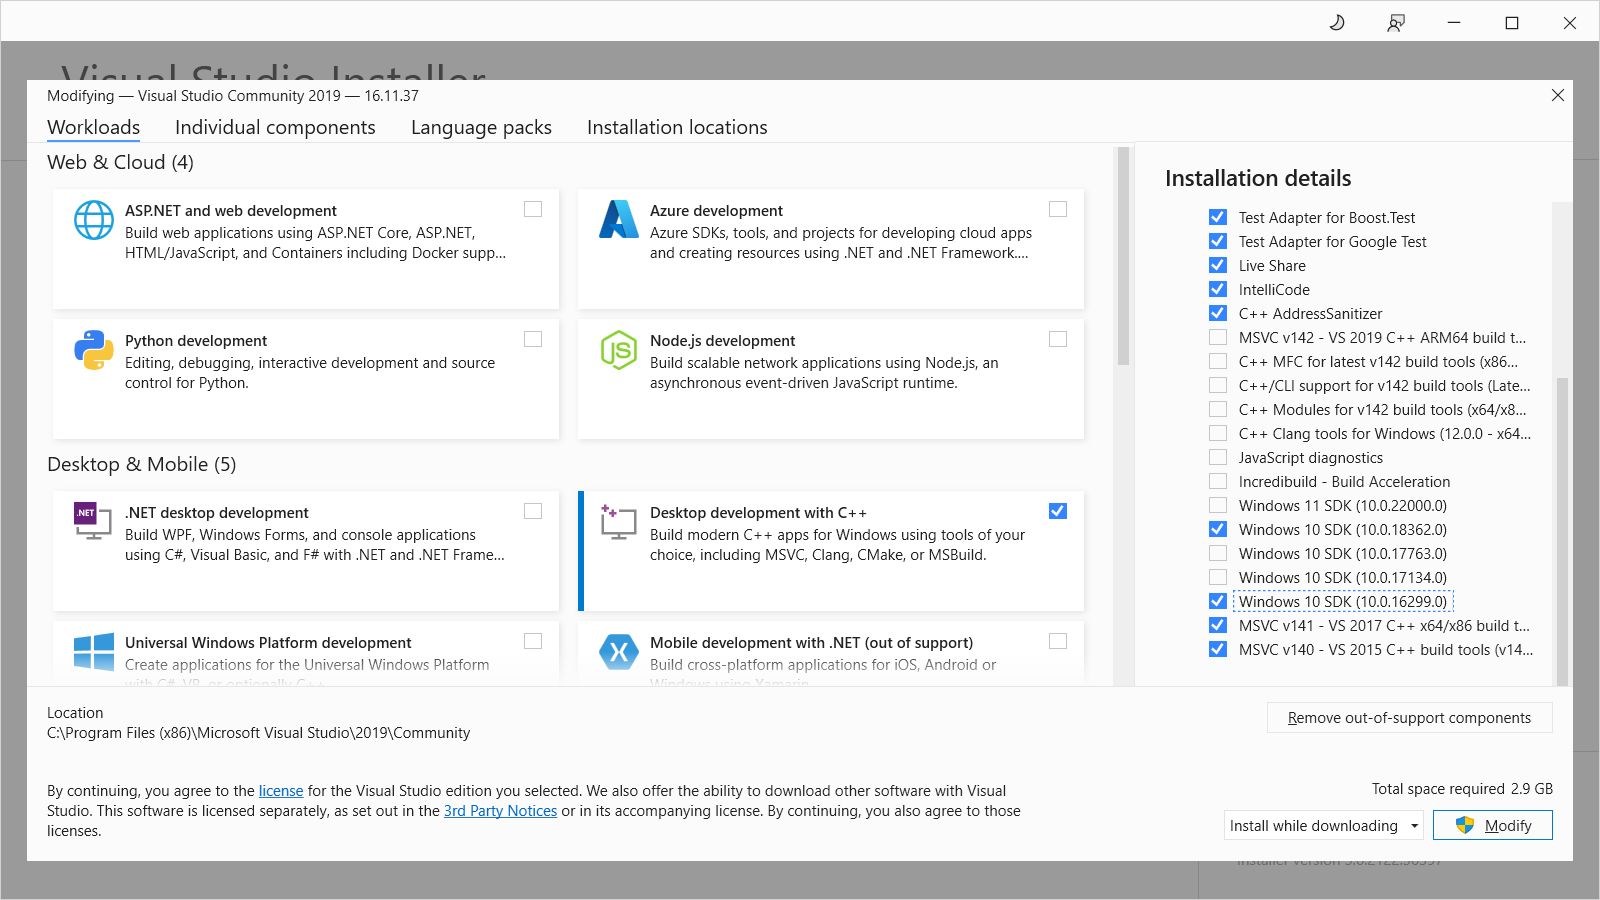 Visual Studio Installer
Modifying — Visual Studio Community 2019 — 16.11.37
Workloads
Individual components
Language packs
Installation locations
Web & Cloud (4)
ASP.NET and web development
Build web applications using ASP.NET Core, ASP.NET,
HTML/JavaScript, and Containers including Docker supp...
Azure development
Azure SDKs, tools, and projects for developing cloud apps
and creating resources using .NET and .NET Framework....
Python development
Editing, debugging, interactive development and source
control for Python.
JS
Node.js development
Build scalable network applications using Node.js, an
asynchronous event-driven JavaScript runtime.
Desktop & Mobile (5)
.NET
.NET desktop development
Build WPF, Windows Forms, and console applications
using C#, Visual Basic, and F# with .NET and .NET Frame...
Desktop development with C++
Build modern C++ apps for Windows using tools of your
choice, including MSVC, Clang, CMake, or MSBuild.
Universal Windows Platform development
Create applications for the Universal Windows Platform
with C#, VB, or optionally C++.
Mobile development with .NET (out of support)
Build cross-platform applications for iOS, Android or
Windows using Xamarin.
Installation details
Test Adapter for Boost.Test
Test Adapter for Google Test
Live Share
IntelliCode
C++ AddressSanitizer
MSVC v142 - VS 2019 C++ ARM64 build t...
C++ MFC for latest v142 build tools (x86...
C++/CLI support for v142 build tools (Late...
C++ Modules for v142 build tools (x64/x8...
C++ Clang tools for Windows (12.0.0 - x64...
JavaScript diagnostics
Incredibuild - Build Acceleration
Windows 11 SDK (10.0.22000.0)
Windows 10 SDK (10.0.18362.0)
Windows 10 SDK (10.0.17763.0)
Windows 10 SDK (10.0.17134.0)
Windows 10 SDK (10.0.16299.0)
MSVC v141 - VS 2017 C++ x64/x86 build t...
MSVC v140 - VS 2015 C++ build tools (v14...
Location
C:\Program Files (x86)\Microsoft Visual Studio\2019\Community
Remove out-of-support components
By continuing, you agree to the license for the Visual Studio edition you selected. We also offer the ability to download other software with Visual
Studio. This software is licensed separately, as set out in the 3rd Party Notices or in its accompanying license. By continuing, you also agree to those
licenses.
Total space required 2.9 GB
Install while downloading
Modify
Installer version